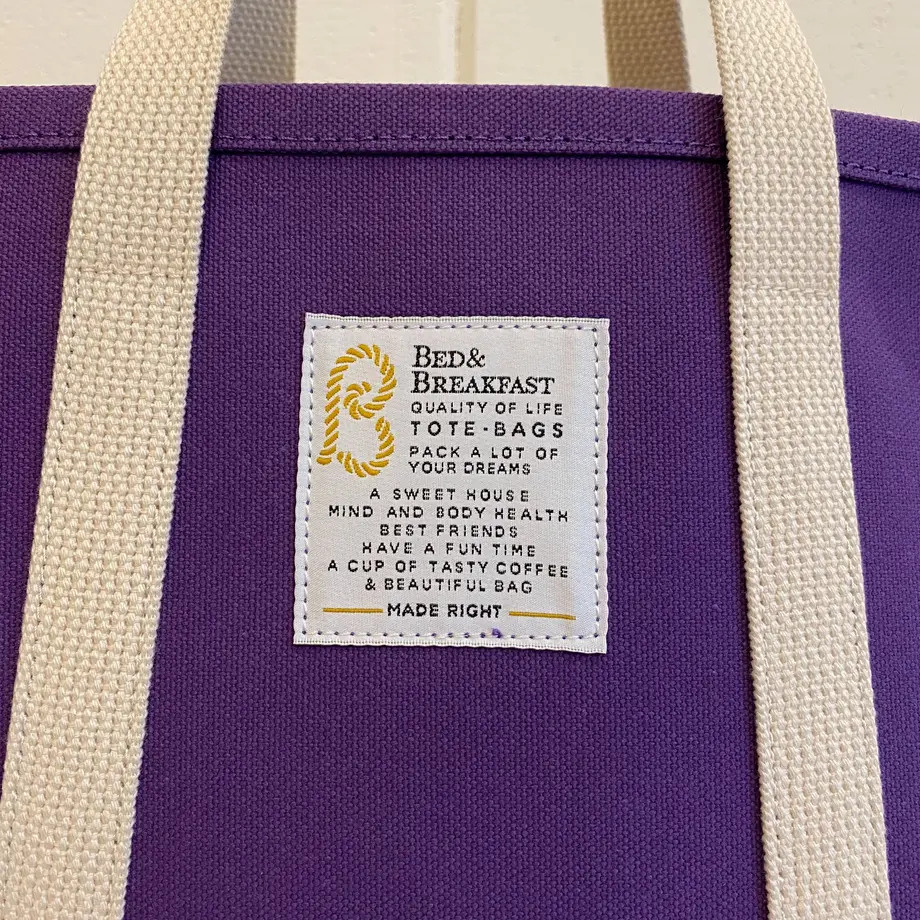 BED &
BREAKFAST
QUALITY OF LIFE
TOTE-BAGS
PACK A LOT OF
YOUR DREAMS
A SWEET HOUSE
MIND AND BODY HEALTH
BEST FRIENDS
HAVE A FUN TIME
A CUP OF TASTY COFFEE
& BEAUTIFUL BAG
MADE RIGHT